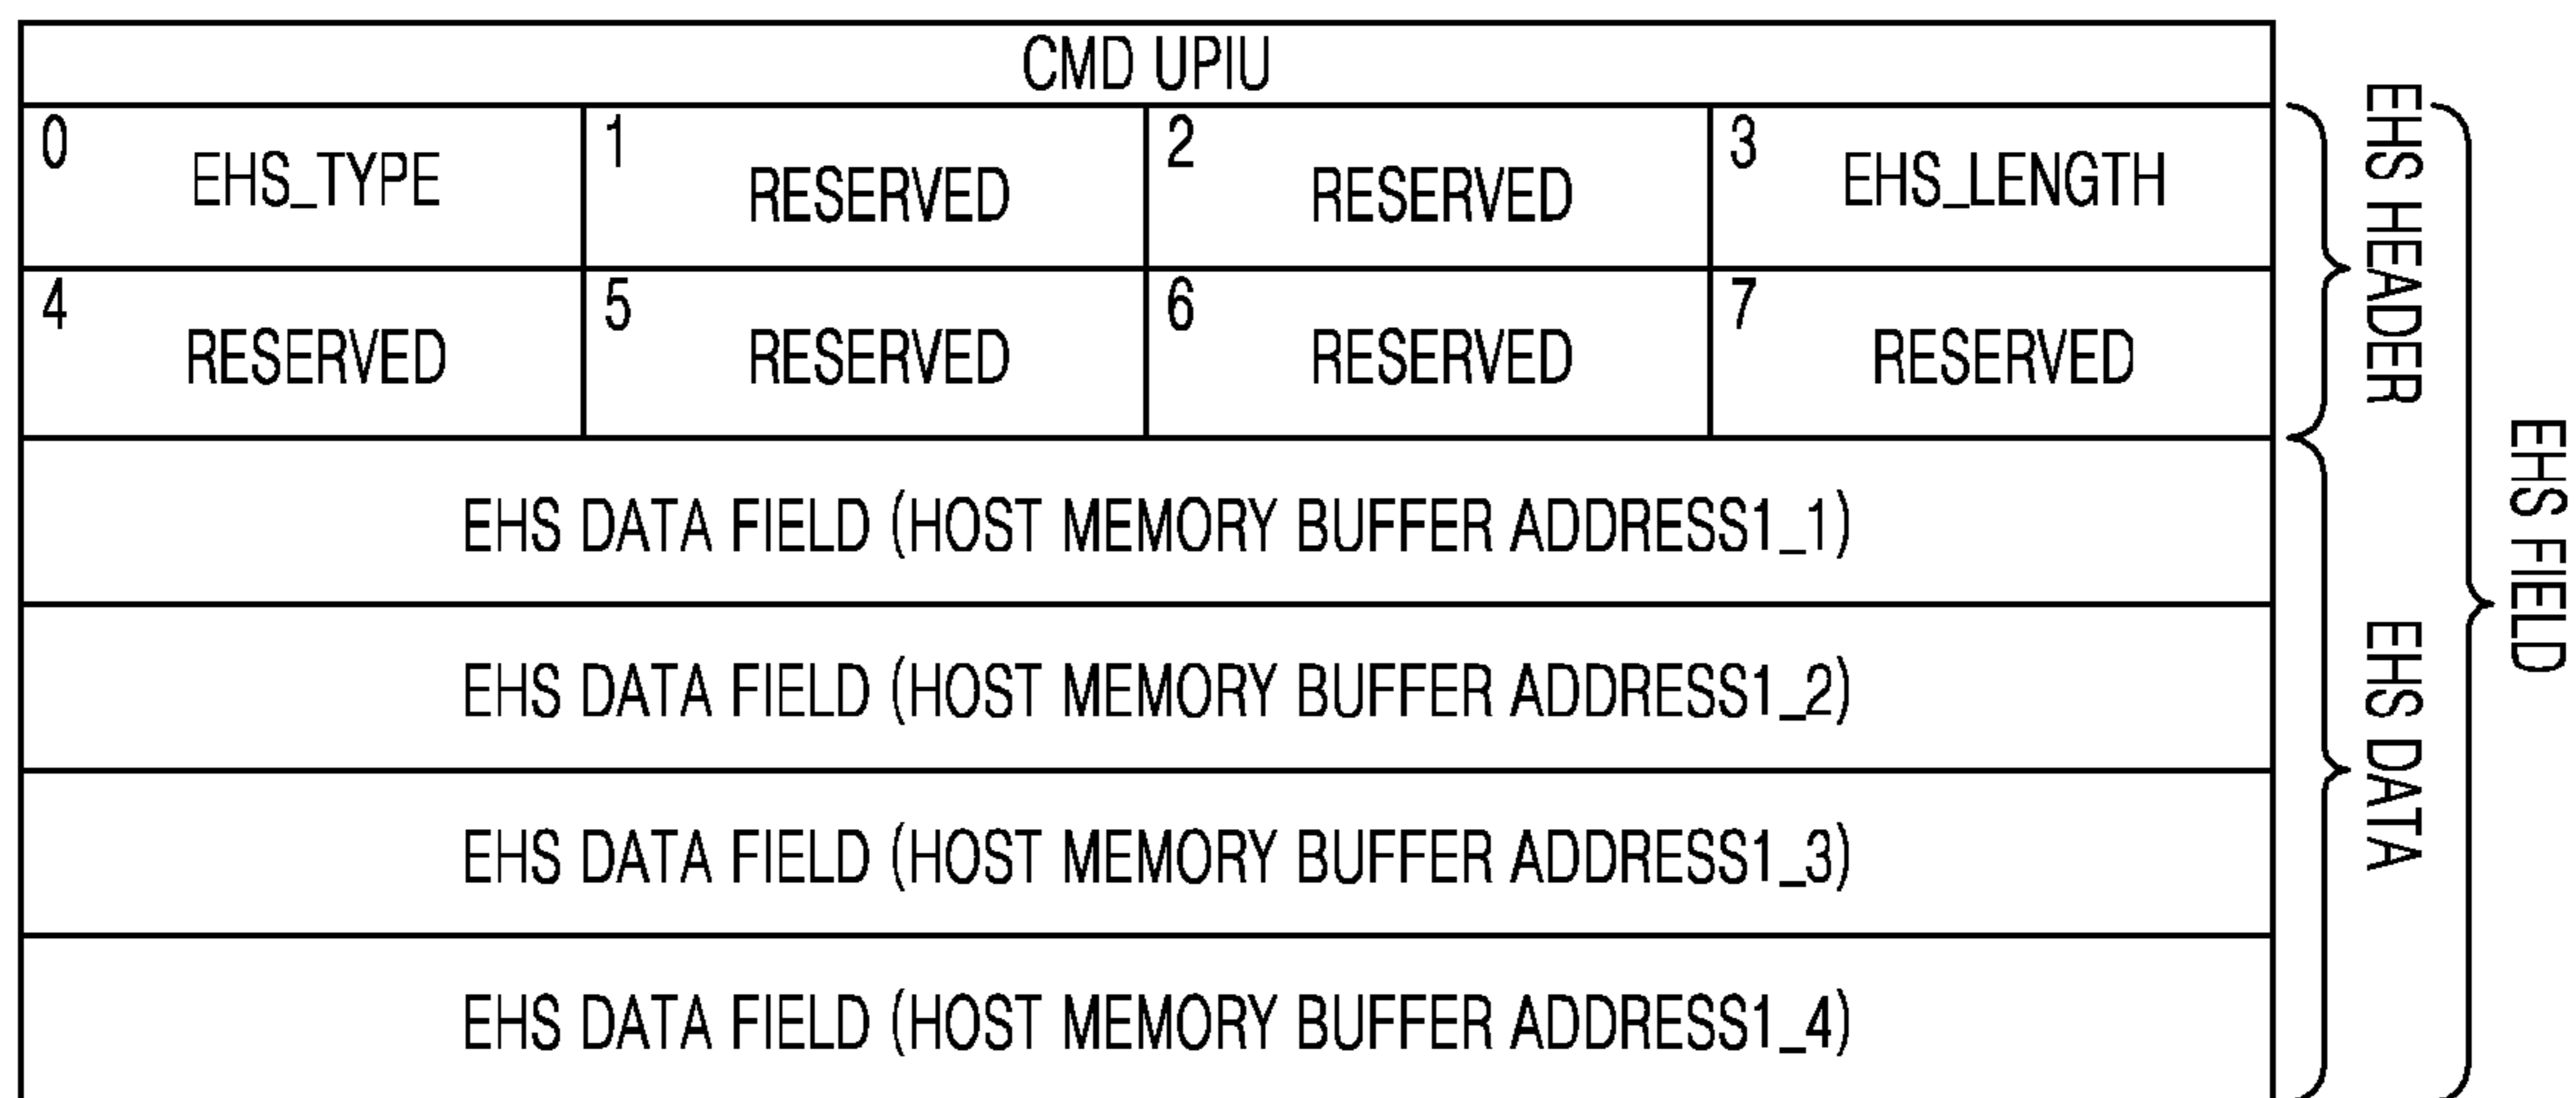 CMD UPIU
0 EHS_TYPE 1 RESERVED 2 RESERVED 3 EHS_LENGTH
4 RESERVED 5 RESERVED 6 RESERVED 7 RESERVED
EHS DATA FIELD (HOST MEMORY BUFFER ADDRESS1_1)
EHS DATA FIELD (HOST MEMORY BUFFER ADDRESS1_2)
EHS DATA FIELD (HOST MEMORY BUFFER ADDRESS1_3)
EHS DATA FIELD (HOST MEMORY BUFFER ADDRESS1_4)
EHS HEADER
EHS DATA
EHS FIELD